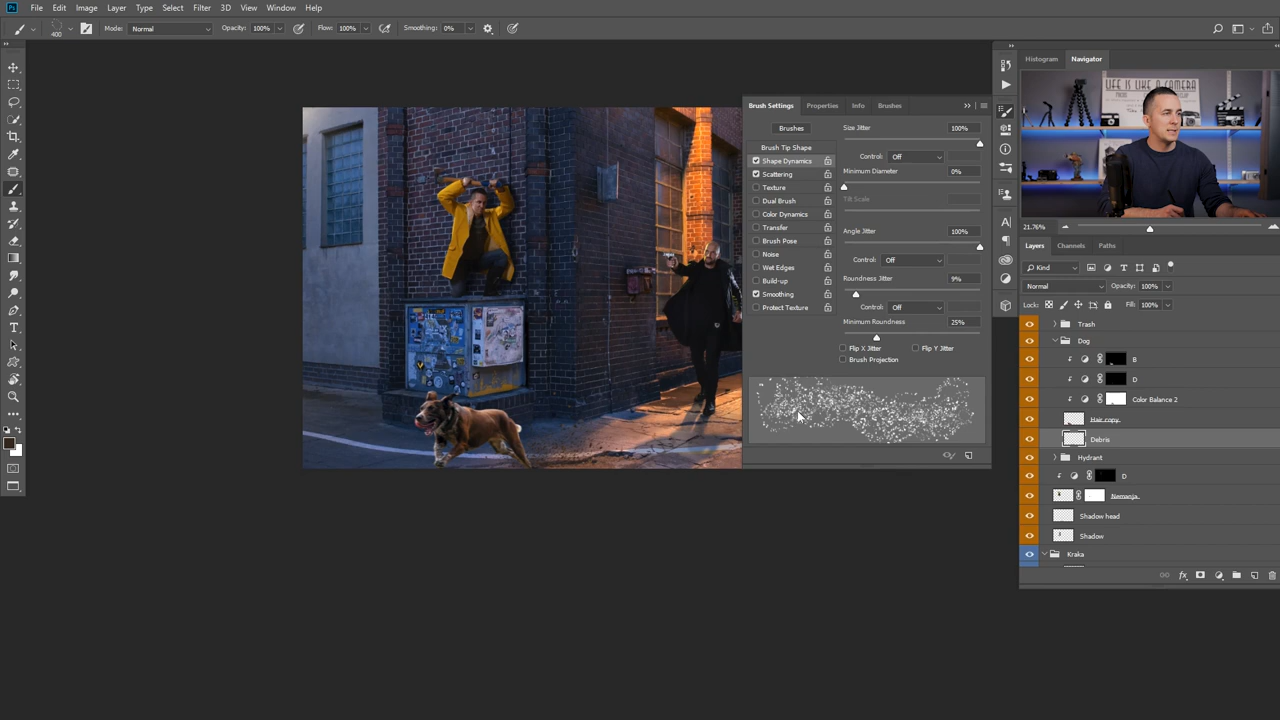 Ps File Edit Image Layer Type Select Filter 3D View Window Help
400 Mode: Normal Opacity: 100% Flow: 100% Smoothing: 0%
Histogram Navigator
LIFE IS LIKE A CAMERA
21.76%
Brush Settings Properties Info Brushes
Brushes
Brush Tip Shape
Shape Dynamics
Scattering
Texture
Dual Brush
Color Dynamics
Transfer
Brush Pose
Noise
Wet Edges
Build-up
Smoothing
Protect Texture
Size Jitter 100%
Control: Off
Minimum Diameter 0%
Tilt Scale
Angle Jitter 100%
Control: Off
Roundness Jitter 9%
Control: Off
Minimum Roundness 25%
Flip X Jitter Flip Y Jitter
Brush Projection
Layers Channels Paths
Kind
Normal Opacity: 100%
Lock: Fill: 100%
Trash
Dog
B
D
Color Balance 2
Hair copy
Debris
Hydrant
D
Nemanja
Shadow head
Shadow
Kraka